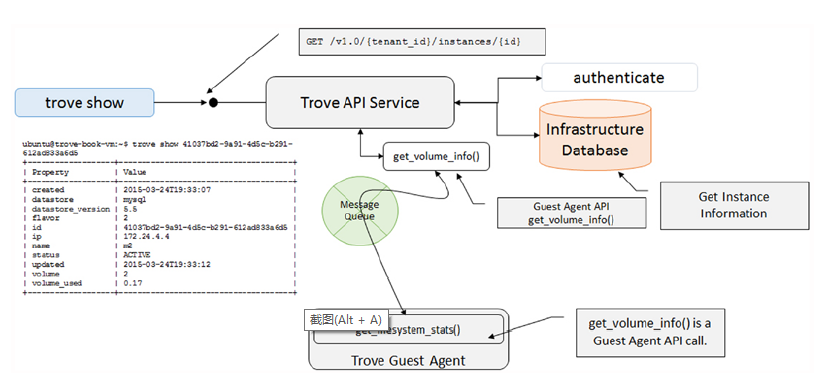 GET /v1.0/{tenant_id}/instances/{id}
trove show
Trove API Service
authenticate
Infrastructure
Database
get_volume_info()
Message
Queue
Guest Agent API
get_volume_info()
Get Instance
Information
ubuntu@trove-book-vm:~$ trove show 41037bd2-9a91-4d5c-b291-
612ad833a6d5
| Property | Value
| created | 2015-03-24T19:33:07 |
| datastore | mysql |
| datastore_version | 5.5 |
| flavor | 2 |
| id | 41037bd2-9a91-4d5c-b291-612ad833a6d5 |
| ip | 172.24.4.4 |
| name | m2 |
| status | ACTIVE |
| updated | 2015-03-24T19:33:12 |
| volume | 2 |
| volume_used | 0.17 |
截图(Alt + A)
get_filesystem_stats()
Trove Guest Agent
get_volume_info() is a
Guest Agent API call.